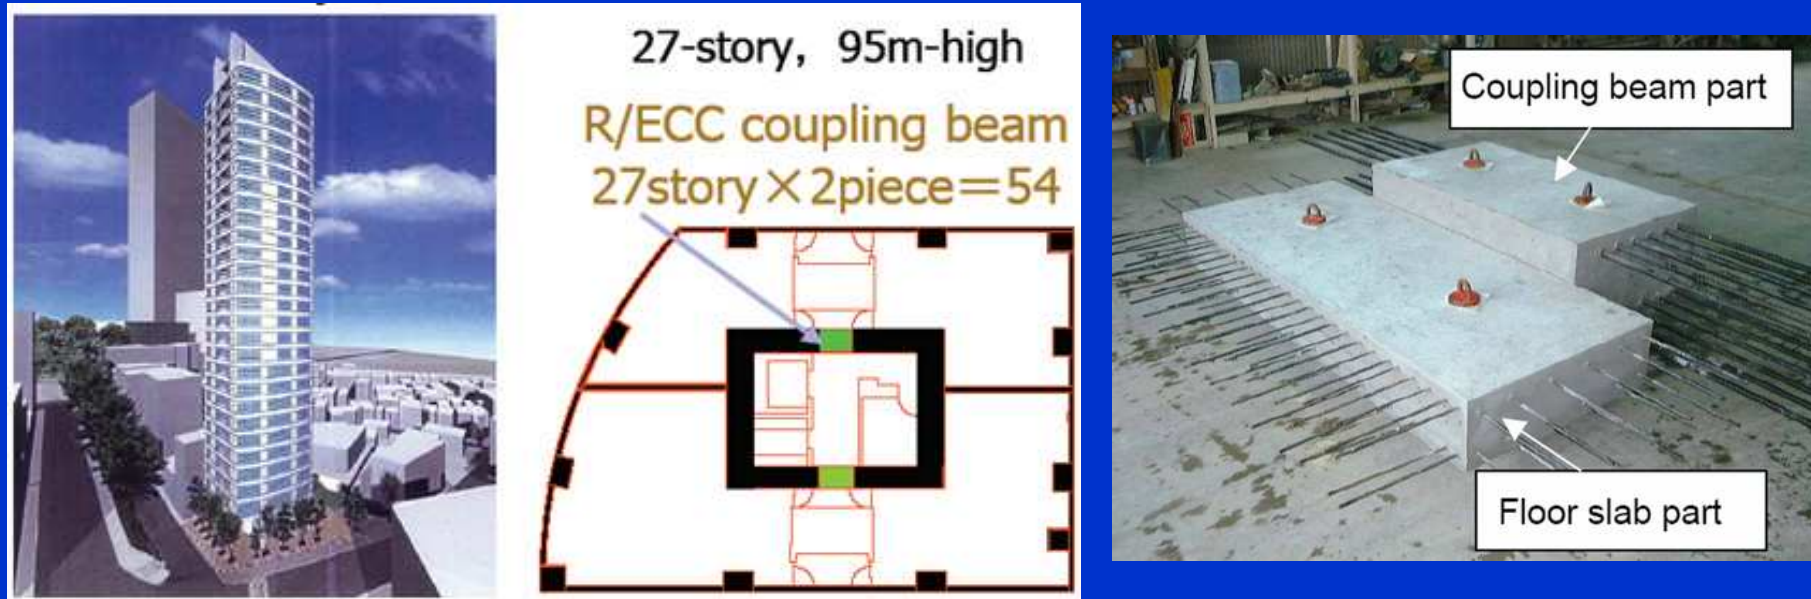 27-story, 95m-high
R/ECC coupling beam
27story×2piece=54
Coupling beam part
Floor slab part